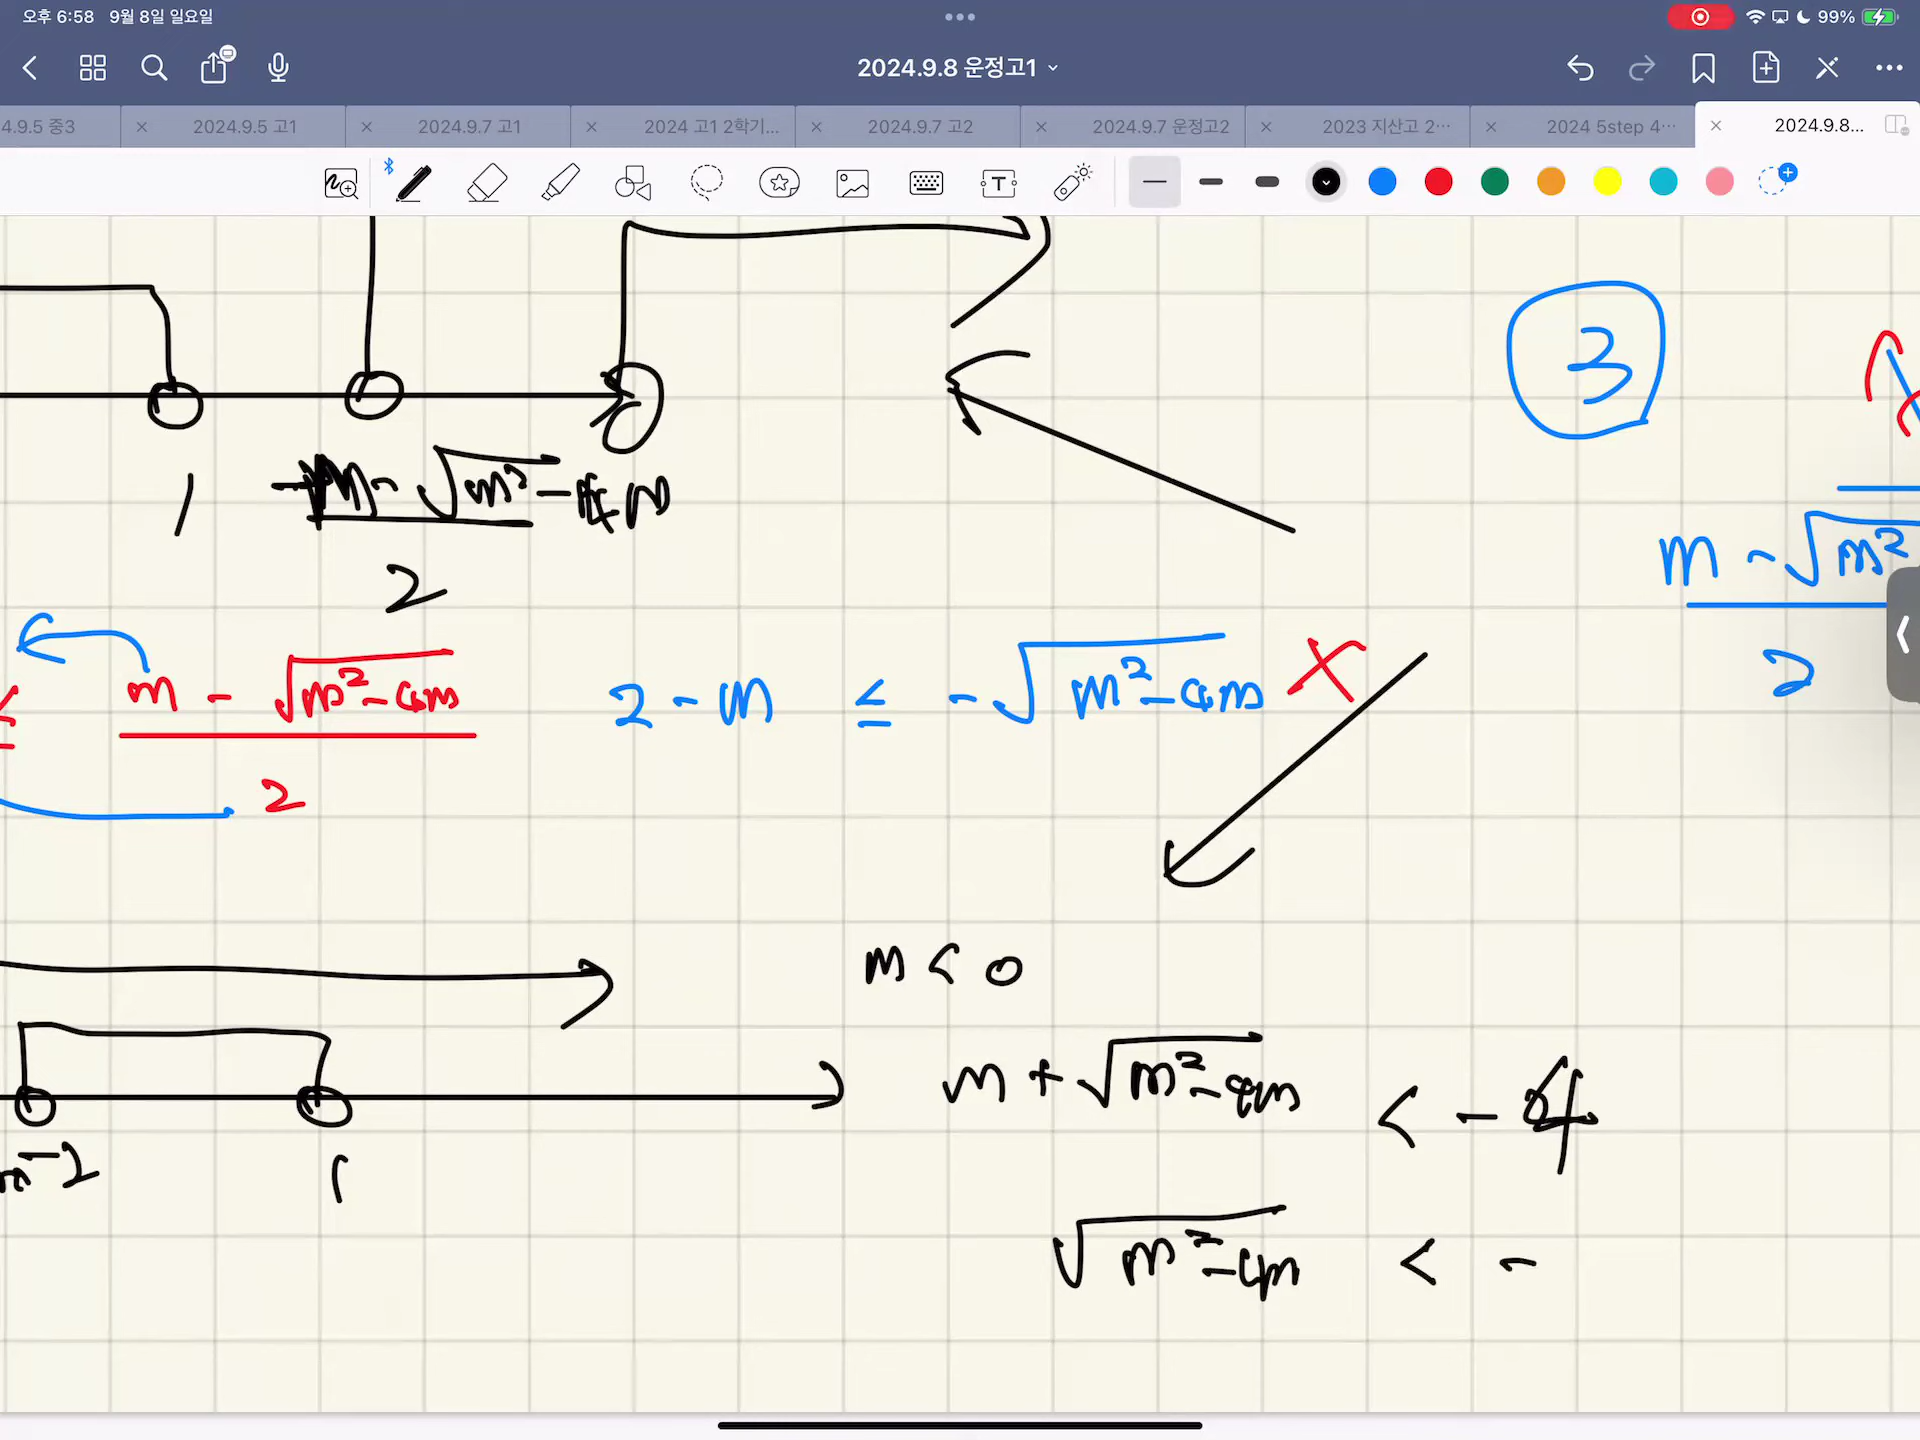 오후 6:58 9월 8일 일요일
99%
2024.9.8 운정고1
4.9.5 중3
2024.9.5 고1
2024.9.7 고1
2024 고1 2학기...
2024.9.7 고2
2024.9.7 운정고2
2023 지산고 2...
2024 5step 4...
2024.9.8...
T
3
1
m - √m²
2
2
m - √m²-4m
2
2 - m ≤ -√m²-4m X
m < 0
m + √m²-4m < - 4
-2
1
√m²-4m < -